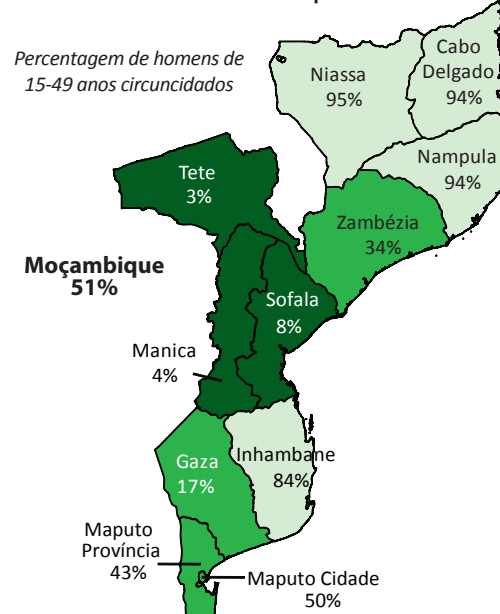 Percentagem de homens de
15-49 anos circuncidados
Niassa
95%
Cabo
Delgado
94%
Nampula
94%
Tete
3%
Zambézia
34%
Moçambique
51%
Sofala
8%
Manica
4%
Inhambane
84%
Gaza
17%
Maputo
Província
43%
Maputo Cidade
50%